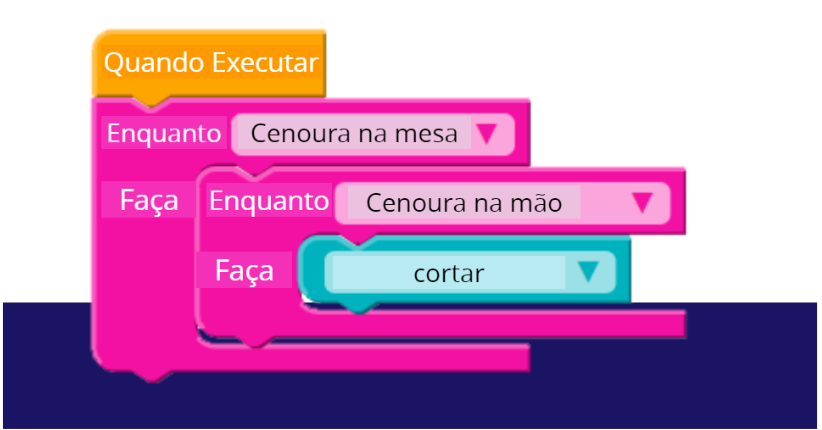 Quando Executar
Enquanto Cenoura na mesa
Faça Enquanto Cenoura na mão
Faça cortar